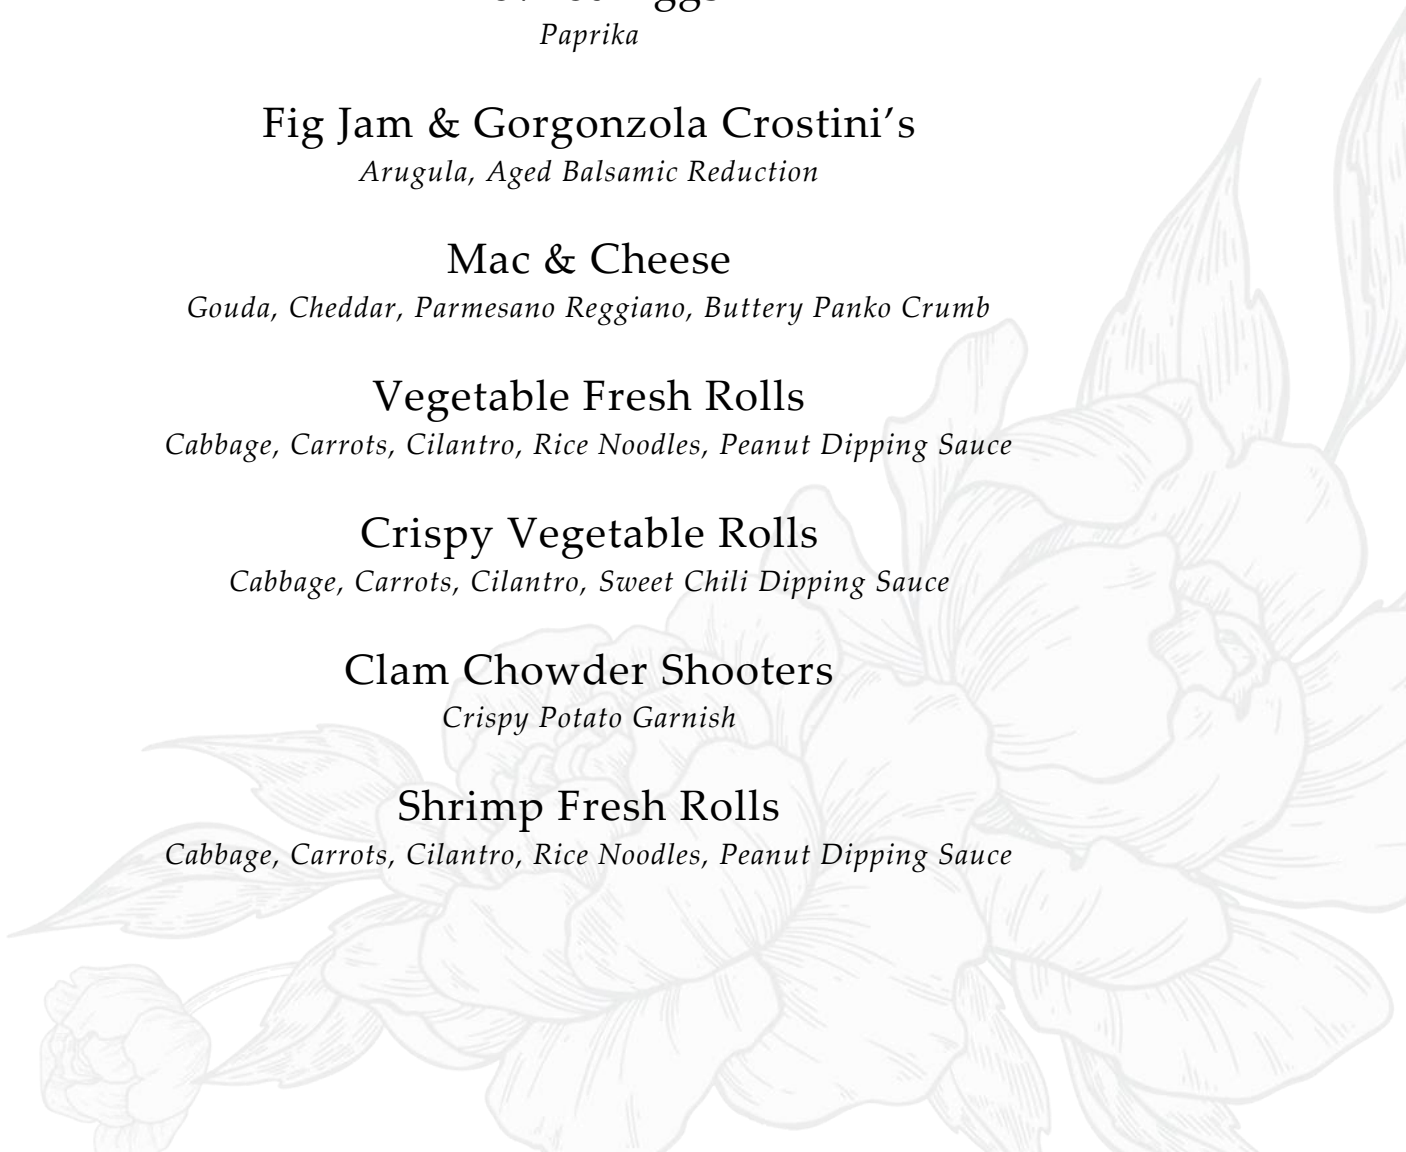 Paprika
Fig Jam & Gorgonzola Crostini’s
Arugula, Aged Balsamic Reduction
Mac & Cheese
Gouda, Cheddar, Parmesano Reggiano, Buttery Panko Crumb
Vegetable Fresh Rolls
Cabbage, Carrots, Cilantro, Rice Noodles, Peanut Dipping Sauce
Crispy Vegetable Rolls
Cabbage, Carrots, Cilantro, Sweet Chili Dipping Sauce
Clam Chowder Shooters
Crispy Potato Garnish
Shrimp Fresh Rolls
Cabbage, Carrots, Cilantro, Rice Noodles, Peanut Dipping Sauce